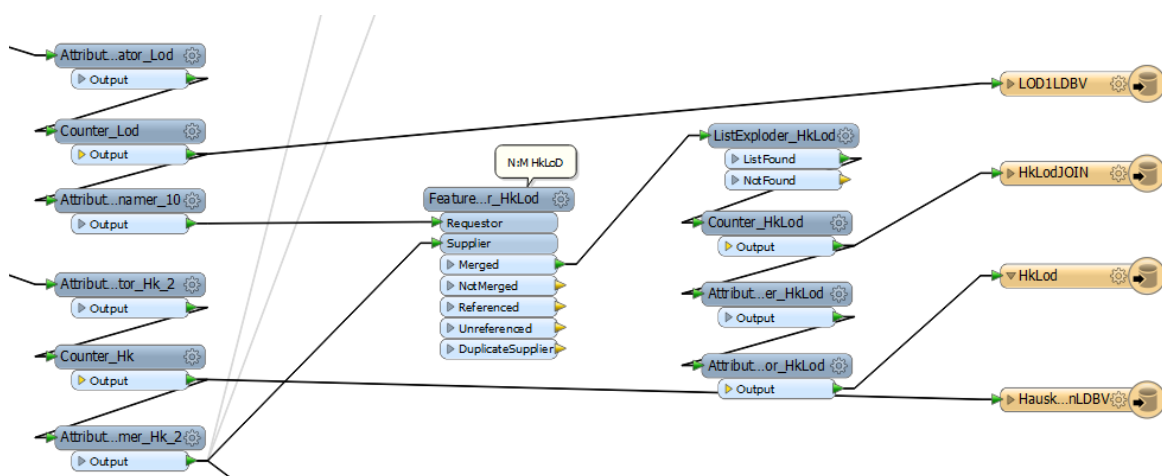 Attribut...ator_Lod
Output
Counter_Lod
Output
Attribut...namer_10
Output
Attribut...tor_Hk_2
Output
Counter_Hk
Output
Attribut...mer_Hk_2
Output
N:M HkLoD
Feature...r_HkLod
Requestor
Supplier
Merged
NotMerged
Referenced
Unreferenced
DuplicateSupplier
ListExploder_HkLod
ListFound
NotFound
Counter_HkLod
Output
Attribut...er_HkLod
Output
Attribut...or_HkLod
Output
LOD1LDBV
HkLodJOIN
HkLod
Hausk...nLDBV